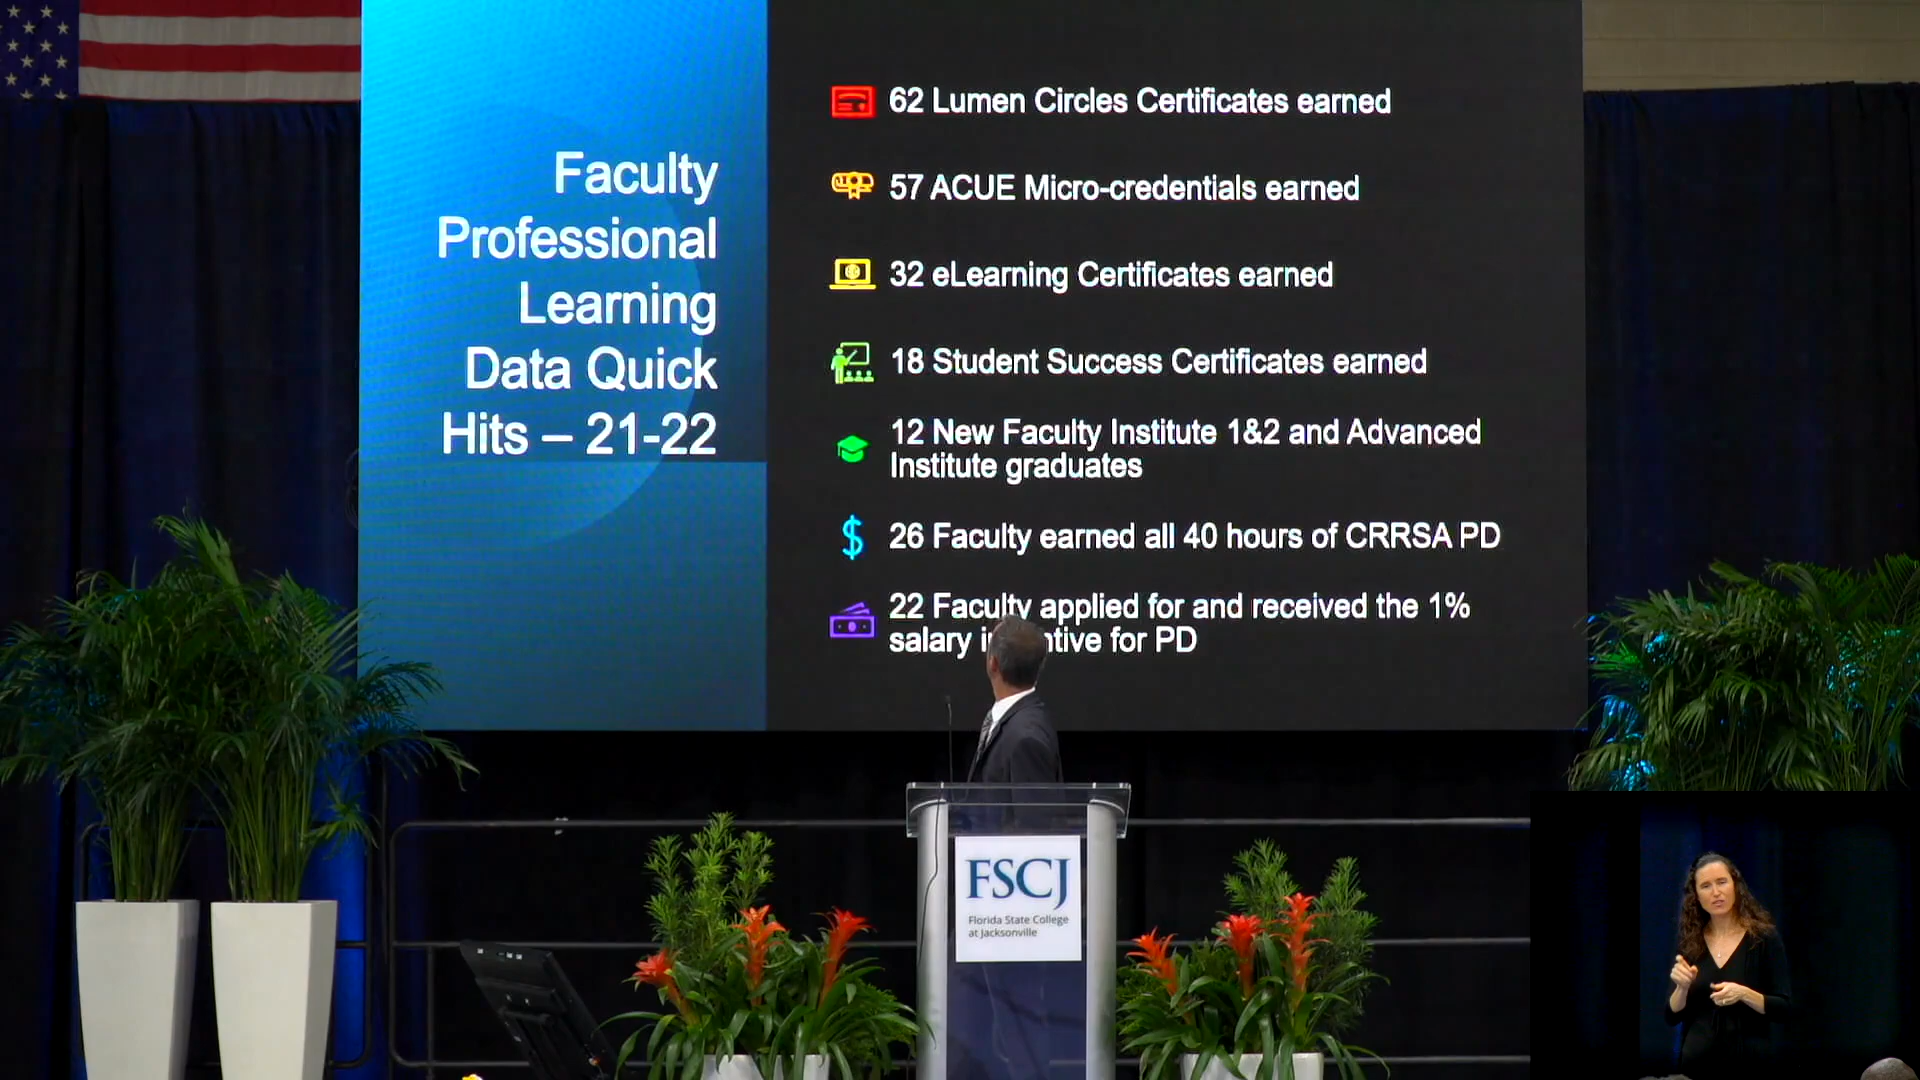 Faculty
Professional
Learning
Data Quick
Hits – 21-22
62 Lumen Circles Certificates earned
57 ACUE Micro-credentials earned
32 eLearning Certificates earned
18 Student Success Certificates earned
12 New Faculty Institute 1&2 and Advanced
Institute graduates
26 Faculty earned all 40 hours of CRRSA PD
22 Faculty applied for and received the 1%
salary for PD
FSCJ
Florida State College
at Jacksonville